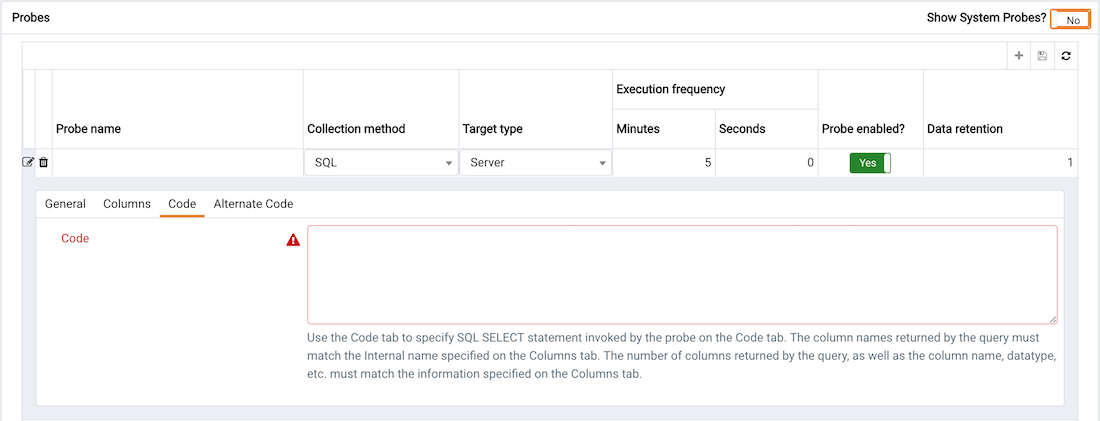 Probes
Show System Probes? No
Execution frequency
Probe name Collection method Target type Minutes Seconds Probe enabled? Data retention
SQL Server 5 0 Yes 1
General Columns Code Alternate Code
Code
Use the Code tab to specify SQL SELECT statement invoked by the probe on the Code tab. The column names returned by the query must
match the Internal name specified on the Columns tab. The number of columns returned by the query, as well as the column name, datatype,
etc. must match the information specified on the Columns tab.